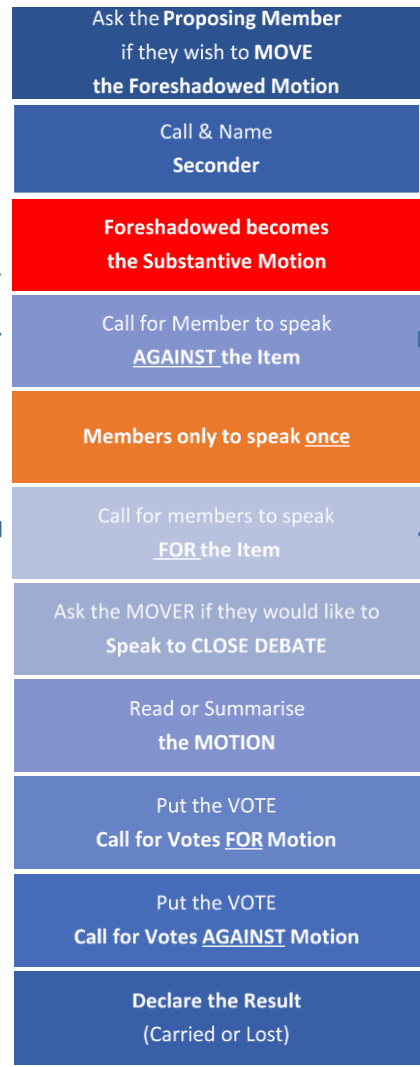 Ask the Proposing Member
if they wish to MOVE
the Foreshadowed Motion
Call & Name
Seconder
Foreshadowed becomes
the Substantive Motion
Call for Member to speak
AGAINST the Item
Members only to speak once
Call for members to speak
FOR the Item
Ask the MOVER if they would like to
Speak to CLOSE DEBATE
Read or Summarise
the MOTION
Put the VOTE
Call for Votes FOR Motion
Put the VOTE
Call for Votes AGAINST Motion
Declare the Result
(Carried or Lost)